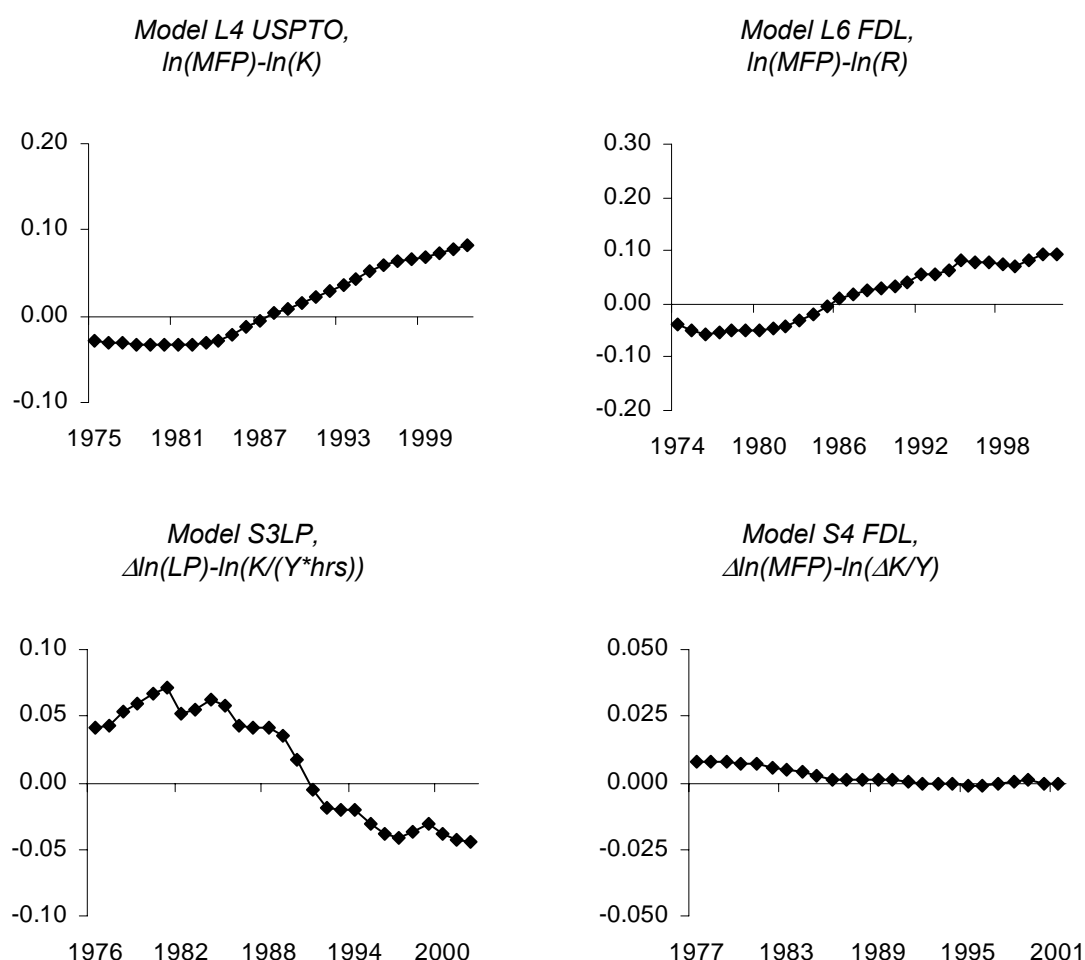 Model L4 USPTO,
ln(MFP)-ln(K)
0.20
0.10
0.00
-0.10
1975 1981 1987 1993 1999
Model L6 FDL,
ln(MFP)-ln(R)
0.30
0.20
0.10
0.00
-0.10
-0.20
1974 1980 1986 1992 1998
Model S3LP,
Δln(LP)-ln(K/(Y*hrs))
0.10
0.05
0.00
-0.05
-0.10
1976 1982 1988 1994 2000
Model S4 FDL,
Δln(MFP)-ln(ΔK/Y)
0.050
0.025
0.000
-0.025
-0.050
1977 1983 1989 1995 2001